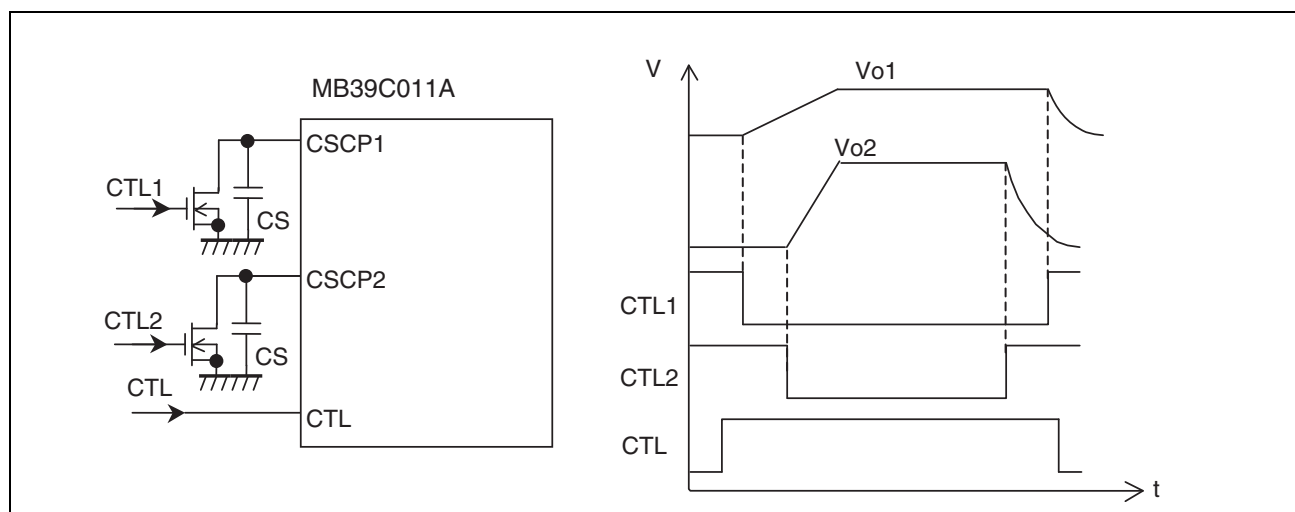 MB39C011A
CSCP1
CTL1
CS
CSCP2
CTL2
CS
CTL
CTL
V
Vo1
Vo2
CTL1
CTL2
CTL
t